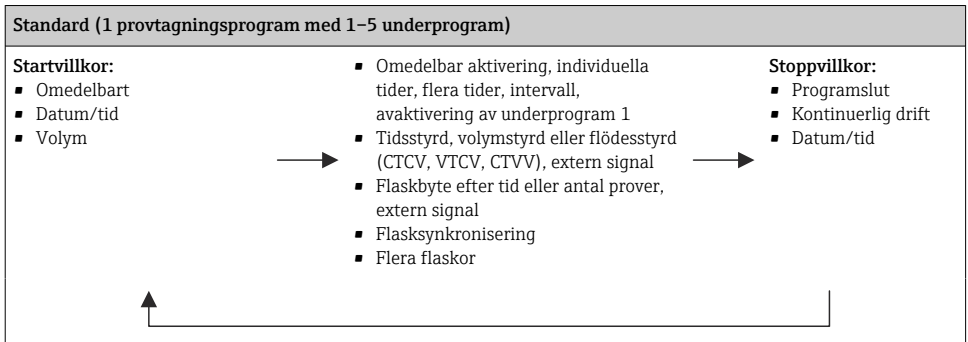 Standard (1 provtagningsprogram med 1–5 underprogram)
Startvillkor:
▪ Omedelbart
▪ Datum/tid
▪ Volym
▪ Omedelbar aktivering, individuella
tider, flera tider, intervall,
avaktivering av underprogram 1
▪ Tidsstyrd, volymstyrd eller flödesstyrd
(CTCV, VTCV, CTVV), extern signal
▪ Flaskbyte efter tid eller antal prover,
extern signal
▪ Flasksynkronisering
▪ Flera flaskor
Stoppvillkor:
▪ Programslut
▪ Kontinuerlig drift
▪ Datum/tid